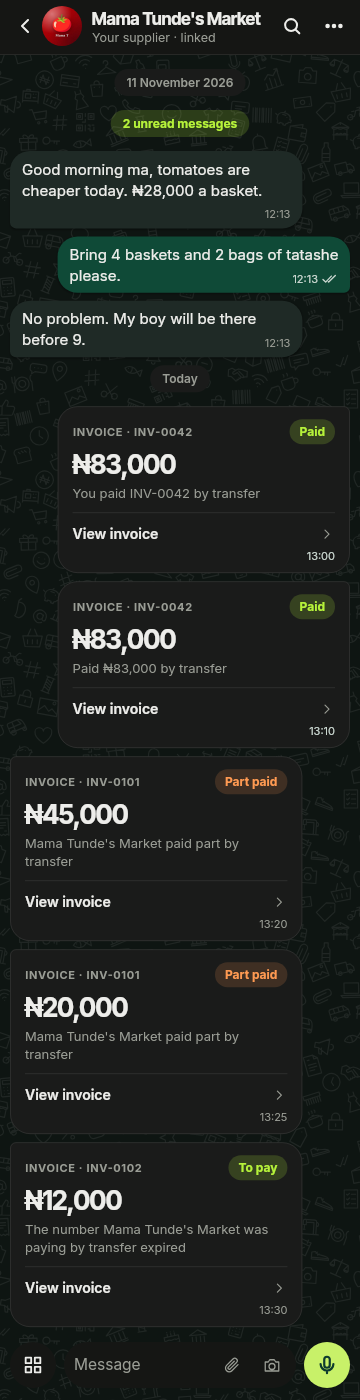 Mama Tunde's Market
Your supplier · linked
11 November 2026
2 unread messages
Good morning ma, tomatoes are
cheaper today. ₦28,000 a basket.
12:13
Bring 4 baskets and 2 bags of tatashe
please.
12:13
No problem. My boy will be there
before 9.
12:13
Today
INVOICE · INV-0042
Paid
₦83,000
You paid INV-0042 by transfer
View invoice
13:00
INVOICE · INV-0042
Paid
₦83,000
Paid ₦83,000 by transfer
View invoice
13:10
INVOICE · INV-0101
Part paid
₦45,000
Mama Tunde's Market paid part by
transfer
View invoice
13:20
INVOICE · INV-0101
Part paid
₦20,000
Mama Tunde's Market paid part by
transfer
View invoice
13:25
INVOICE · INV-0102
To pay
₦12,000
The number Mama Tunde's Market was
paying by transfer expired
View invoice
13:30
Message